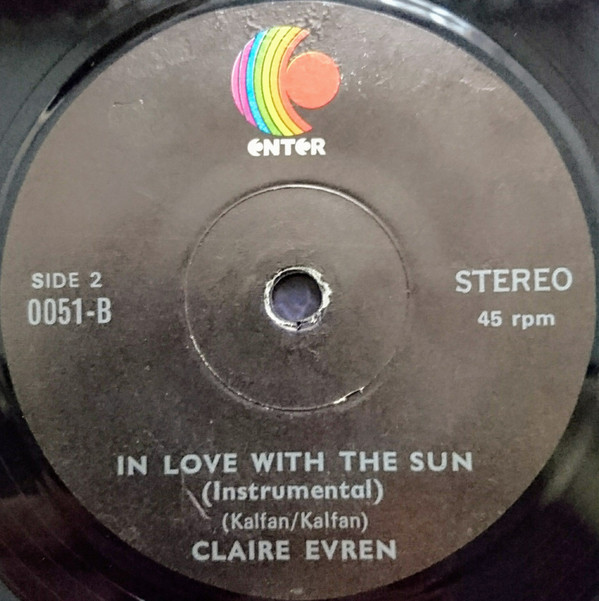 ENTER
SIDE 2
0051-B
STEREO
45 rpm
IN LOVE WITH THE SUN
(Instrumental)
(Kalfan/Kalfan)
CLAIRE EVREN